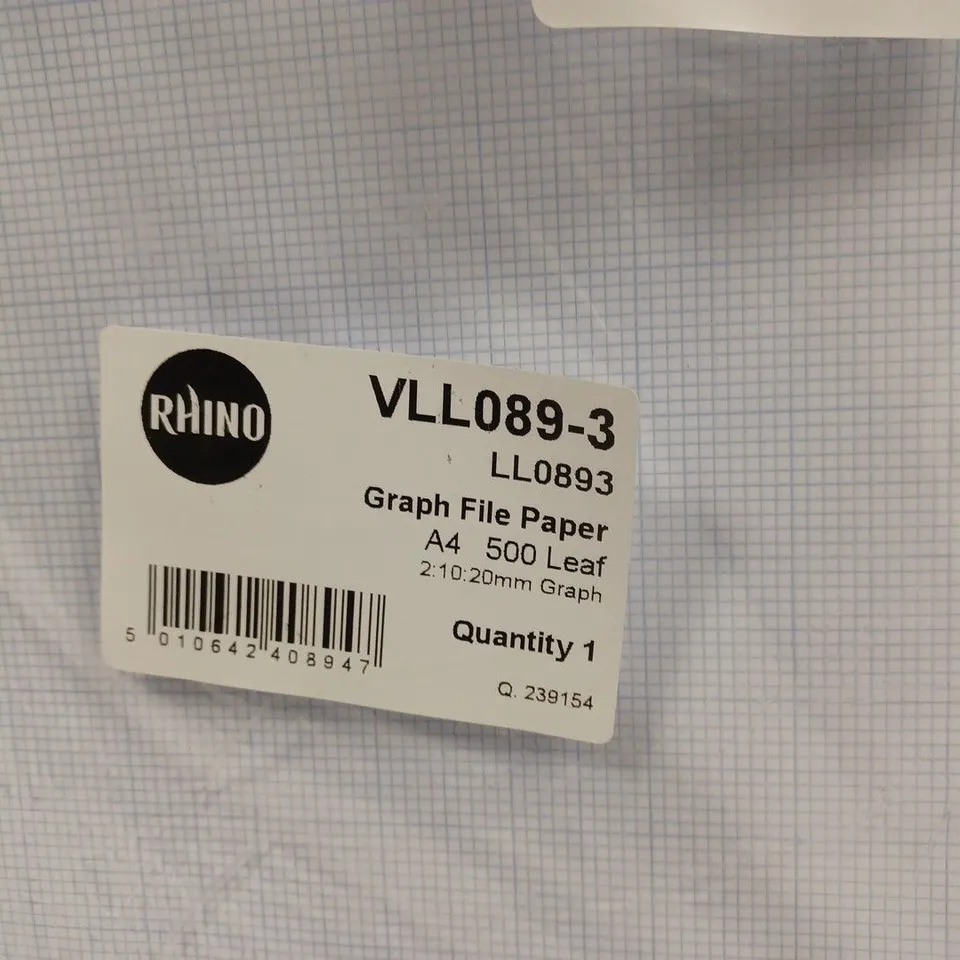 RHINO
VLL089-3
LL0893
Graph File Paper
A4 500 Leaf
2:10:20mm Graph
Quantity 1
5 010642 408947
Q. 239154